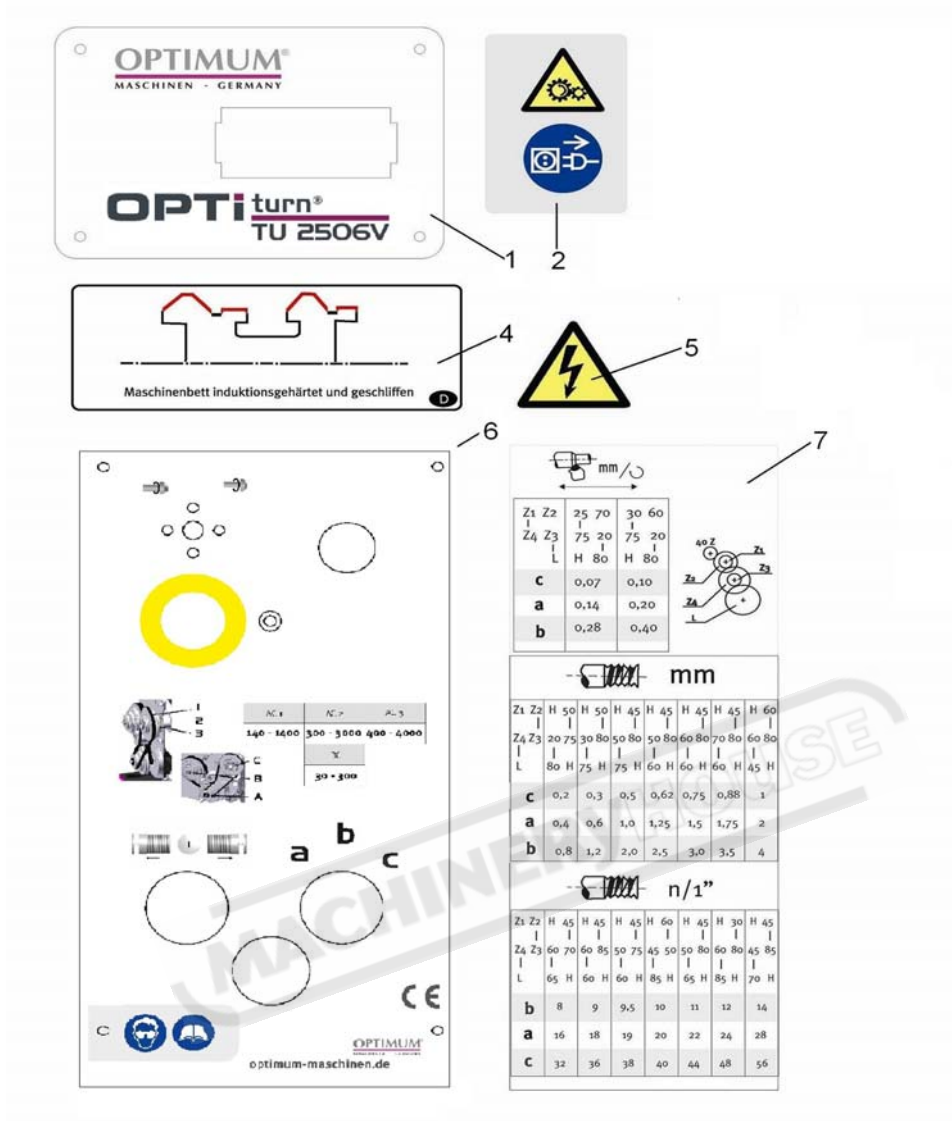 OPTIMUM®
MASCHINEN - GERMANY
OPTi turn®
TU 2506V
1
2
Maschinenbett induktionsgehärtet und geschliffen
D
4
5
6
1
2
3
C
B
A
140 - 1400 300 - 3000 400 - 4000
30 - 300
a b c
CE
OPTIMUM
optimum-maschinen.de
7
mm/
Z1 Z2 25 70 30 60
Z4 Z3 75 20 75 20
L H 80 H 80
c 0,07 0,10
a 0,14 0,20
b 0,28 0,40
40 Z
Z1
Z2
Z3
Z4
L
mm
Z1 Z2 H 50 H 50 H 45 H 45 H 45 H 45 H 60
Z4 Z3 20 75 30 80 50 80 50 80 60 80 70 80 60 80
L 80 H 75 H 75 H 60 H 60 H 60 H 45 H
c 0,2 0,3 0,5 0,62 0,75 0,88 1
a 0,4 0,6 1,0 1,25 1,5 1,75 2
b 0,8 1,2 2,0 2,5 3,0 3,5 4
n/1”
Z1 Z2 H 45 H 45 H 45 H 60 H 45 H 30 H 45
Z4 Z3 60 70 60 85 50 75 45 50 50 80 60 80 45 85
L 65 H 60 H 60 H 85 H 65 H 85 H 70 H
b 8 9 9,5 10 11 12 14
a 16 18 19 20 22 24 28
c 32 36 38 40 44 48 56
MACHINERYHOUSE